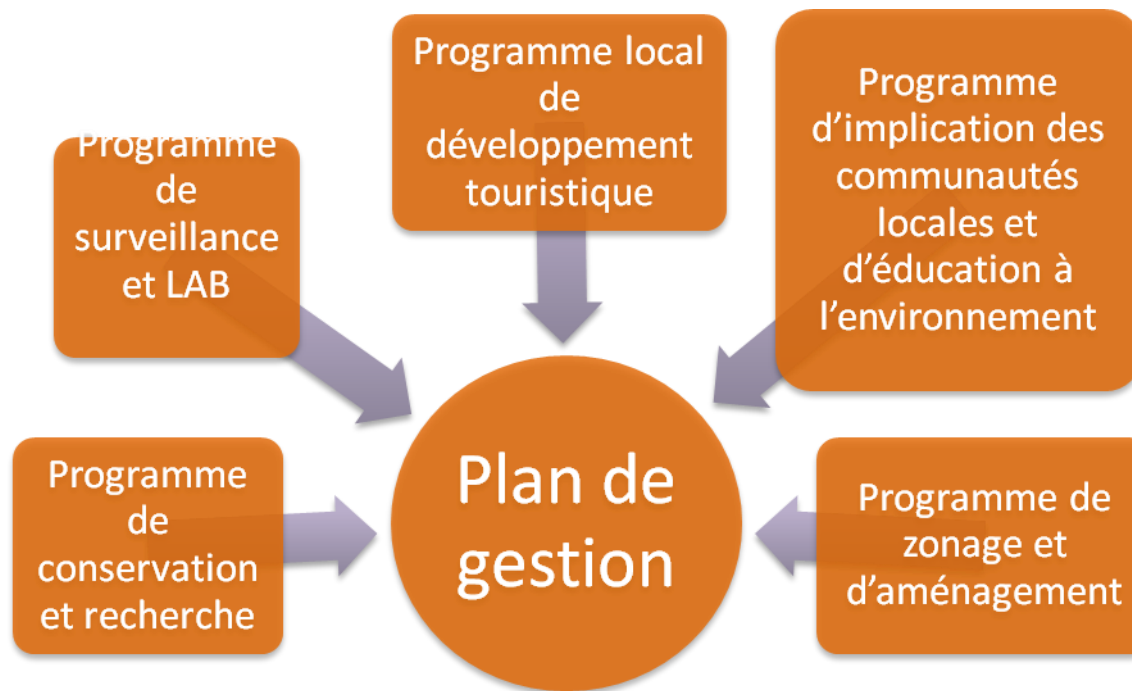 Programme local
de
développement
touristique
Programme
d’implication des
communautés
locales et
d’éducation à
l’environnement
Programme
de
surveillance
et LAB
Plan de
gestion
Programme
de
conservation
et recherche
Programme de
zonage et
d’aménagement